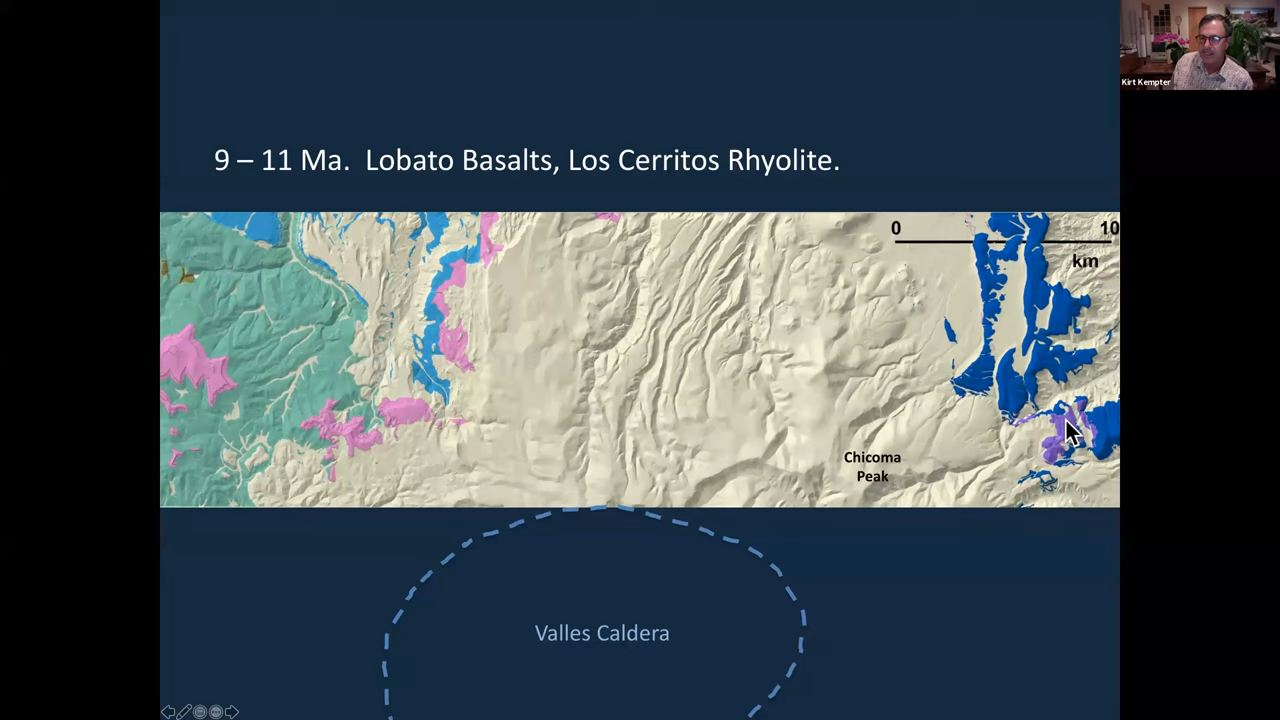 Kirt Kempter
9 – 11 Ma.  Lobato Basalts, Los Cerritos Rhyolite.
0
10
km
Chicoma
Peak
Valles Caldera